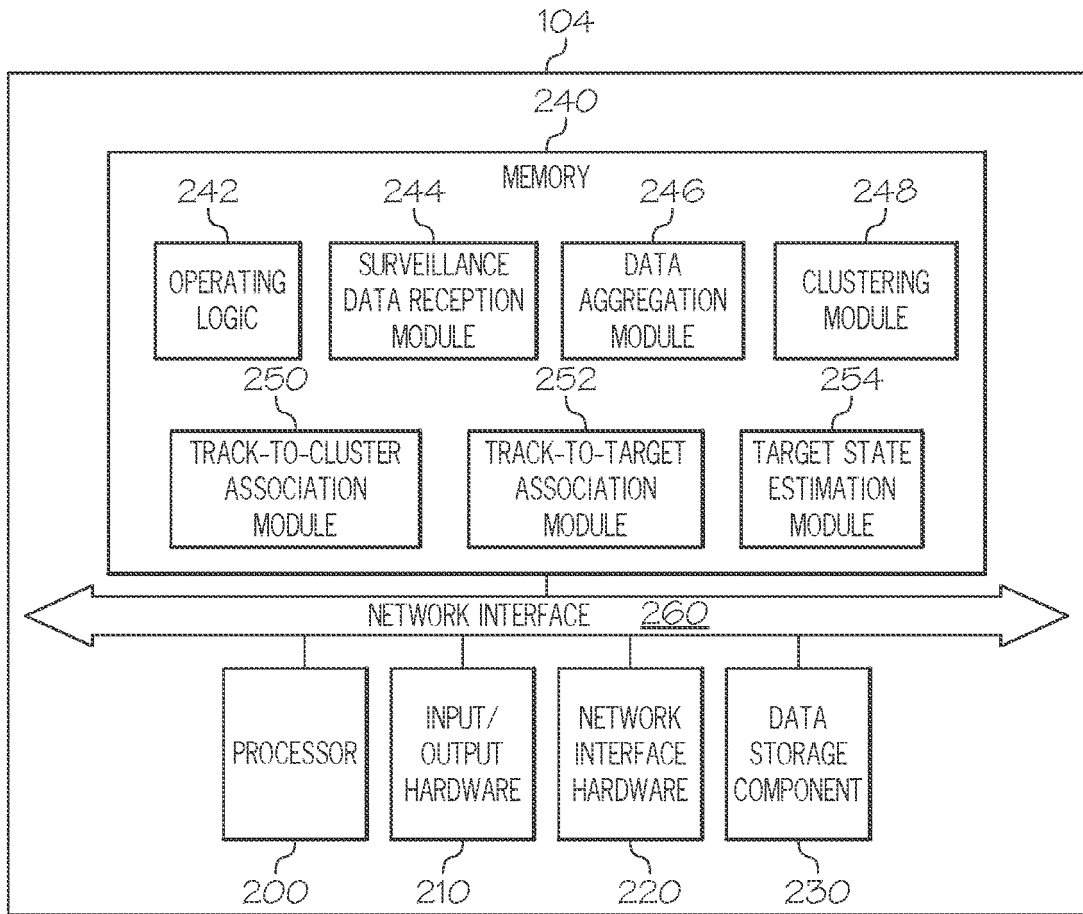 104
240
MEMORY
242
244
246
248
OPERATING
LOGIC
SURVEILLANCE
DATA RECEPTION
MODULE
DATA
AGGREGATION
MODULE
CLUSTERING
MODULE
250
252
254
TRACK-TO-CLUSTER
ASSOCIATION
MODULE
TRACK-TO-TARGET
ASSOCIATION
MODULE
TARGET STATE
ESTIMATION
MODULE
NETWORK INTERFACE 260
PROCESSOR
INPUT/
OUTPUT
HARDWARE
NETWORK
INTERFACE
HARDWARE
DATA
STORAGE
COMPONENT
200
210
220
230